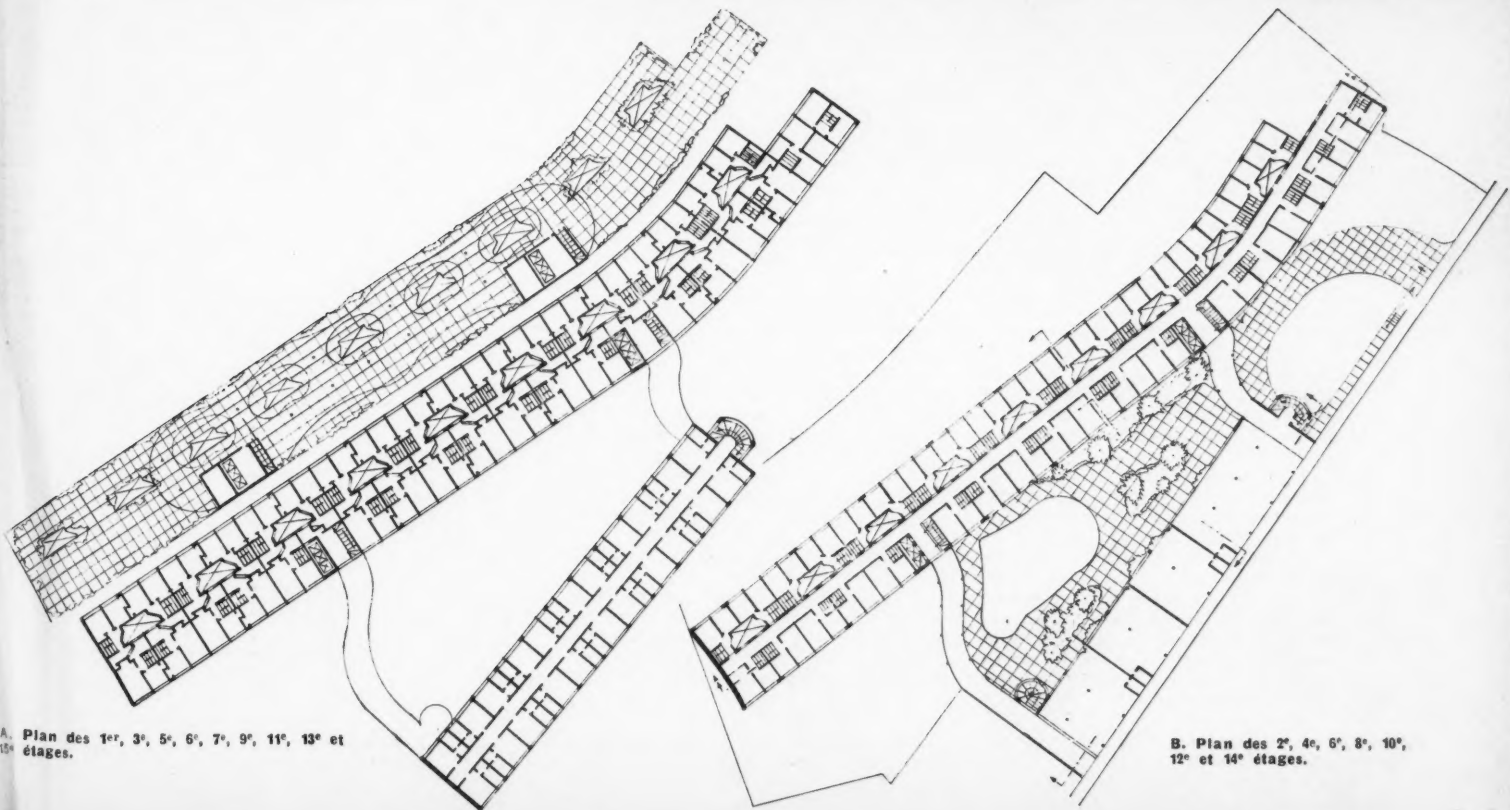 A. Plan des 1er, 3e, 5e, 6e, 7e, 9e, 11e, 13e et
15e étages.
B. Plan des 2e, 4e, 6e, 8e, 10e,
12e et 14e étages.